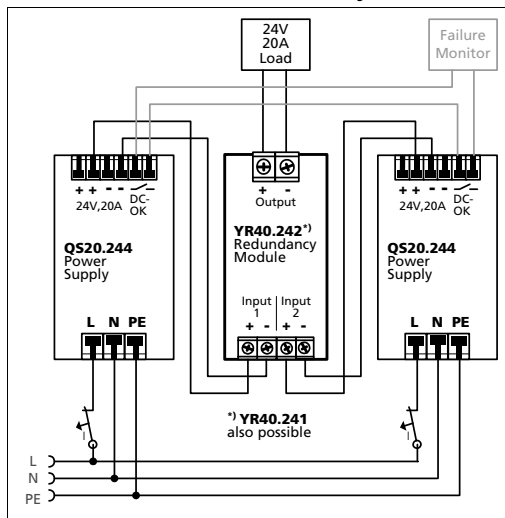 24V
20A
Load
Failure
Monitor
+ + - -
DC-
OK
24V,20A
QS20.244
Power
Supply
L N PE
+ -
Output
YR40.242*)
Redundancy
Module
Input
1
Input
2
+ - + -
+ + - -
DC-
OK
24V,20A
QS20.244
Power
Supply
L N PE
*) YR40.241
also possible
I
I
L
N
PE